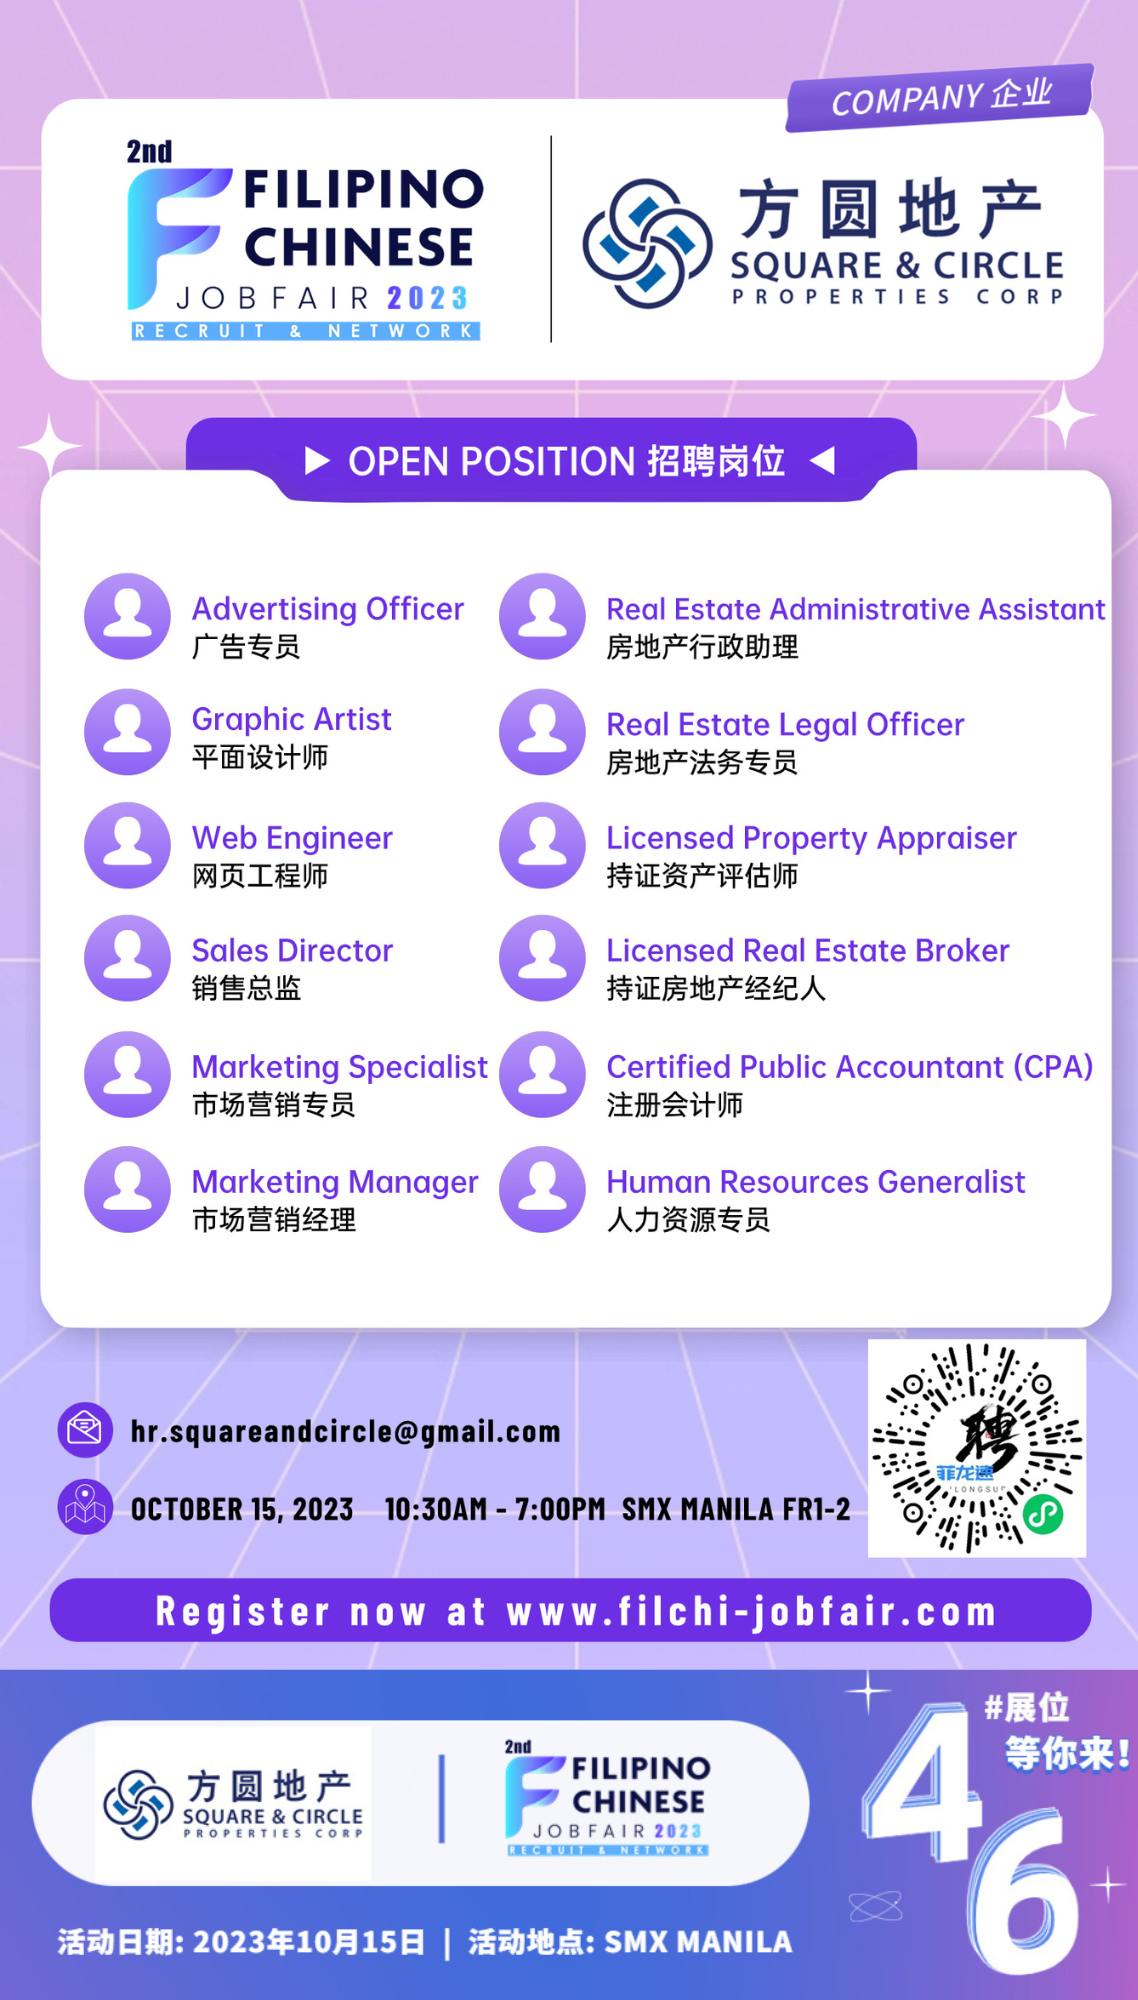 COMPANY 企业
2nd
FILIPINO
CHINESE
JOBFAIR 2023
RECRUIT & NETWORK
方圆地产
SQUARE & CIRCLE
PROPERTIES CORP
OPEN POSITION 招聘岗位
Advertising Officer
广告专员
Real Estate Administrative Assistant
房地产行政助理
Graphic Artist
平面设计师
Real Estate Legal Officer
房地产法务专员
Web Engineer
网页工程师
Licensed Property Appraiser
持证资产评估师
Sales Director
销售总监
Licensed Real Estate Broker
持证房地产经纪人
Marketing Specialist
市场营销专员
Certified Public Accountant (CPA)
注册会计师
Marketing Manager
市场营销经理
Human Resources Generalist
人力资源专员
hr.squareandcircle@gmail.com
OCTOBER 15, 2023 10:30AM - 7:00PM SMX MANILA FR1-2
聘
菲龙速
Register now at www.filchi-jobfair.com
方圆地产
SQUARE & CIRCLE
PROPERTIES CORP
2nd
FILIPINO
CHINESE
JOBFAIR 2023
RECRUIT & NETWORK
#展位
等你来!
46
活动日期: 2023年10月15日 | 活动地点: SMX MANILA